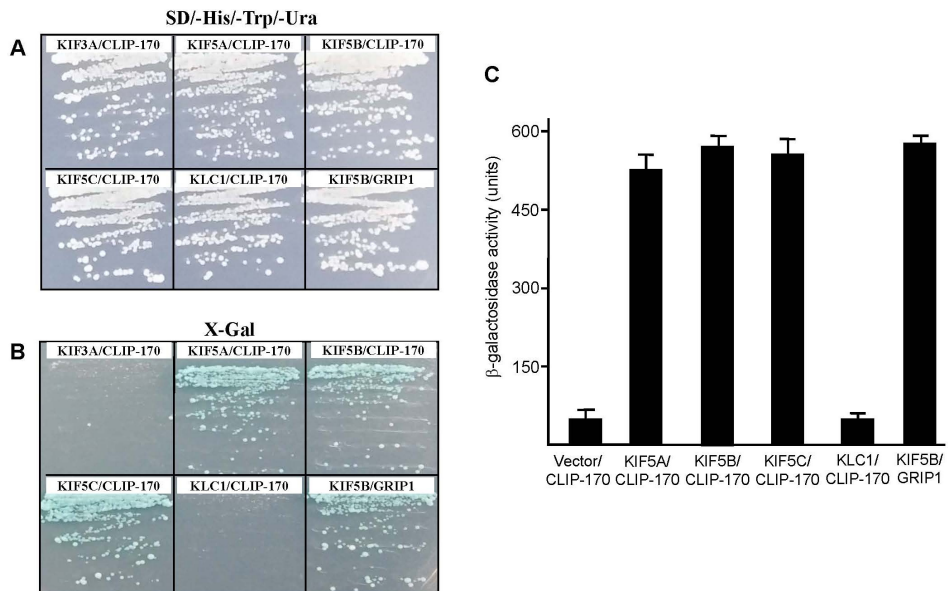 SD/-His/-Trp/-Ura
A
KIF3A/CLIP-170 KIF5A/CLIP-170 KIF5B/CLIP-170
KIF5C/CLIP-170 KLC1/CLIP-170 KIF5B/GRIP1
X-Gal
B
KIF3A/CLIP-170 KIF5A/CLIP-170 KIF5B/CLIP-170
KIF5C/CLIP-170 KLC1/CLIP-170 KIF5B/GRIP1
C
β-galactosidase activity (units)
600
450
300
150
Vector/ KIF5A/ KIF5B/ KIF5C/ KLC1/ KIF5B/
CLIP-170 CLIP-170 CLIP-170 CLIP-170 CLIP-170 GRIP1